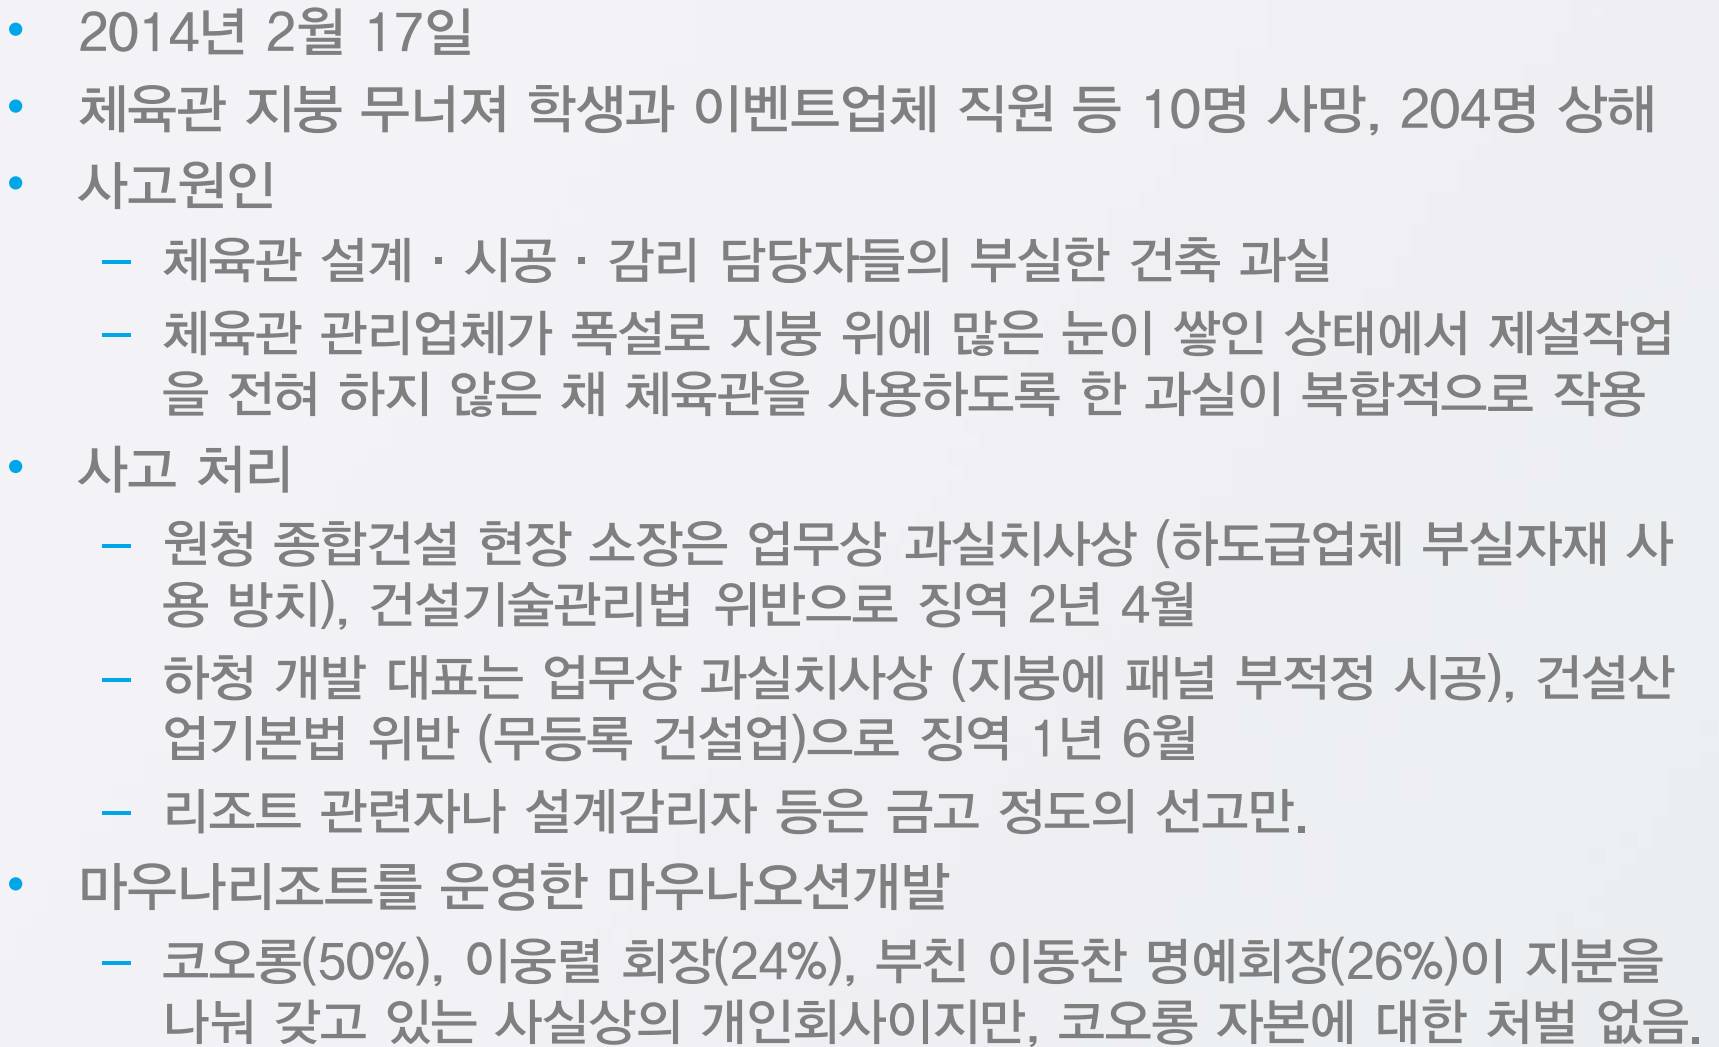 • 2014년 2월 17일
• 체육관 지붕 무너져 학생과 이벤트업체 직원 등 10명 사망, 204명 상해
• 사고원인
– 체육관 설계 · 시공 · 감리 담당자들의 부실한 건축 과실
– 체육관 관리업체가 폭설로 지붕 위에 많은 눈이 쌓인 상태에서 제설작업
을 전혀 하지 않은 채 체육관을 사용하도록 한 과실이 복합적으로 작용
• 사고 처리
– 원청 종합건설 현장 소장은 업무상 과실치사상 (하도급업체 부실자재 사
용 방치), 건설기술관리법 위반으로 징역 2년 4월
– 하청 개발 대표는 업무상 과실치사상 (지붕에 패널 부적정 시공), 건설산
업기본법 위반 (무등록 건설업)으로 징역 1년 6월
– 리조트 관련자나 설계감리자 등은 금고 정도의 선고만.
• 마우나리조트를 운영한 마우나오션개발
– 코오롱(50%), 이웅렬 회장(24%), 부친 이동찬 명예회장(26%)이 지분을
나눠 갖고 있는 사실상의 개인회사이지만, 코오롱 자본에 대한 처벌 없음.